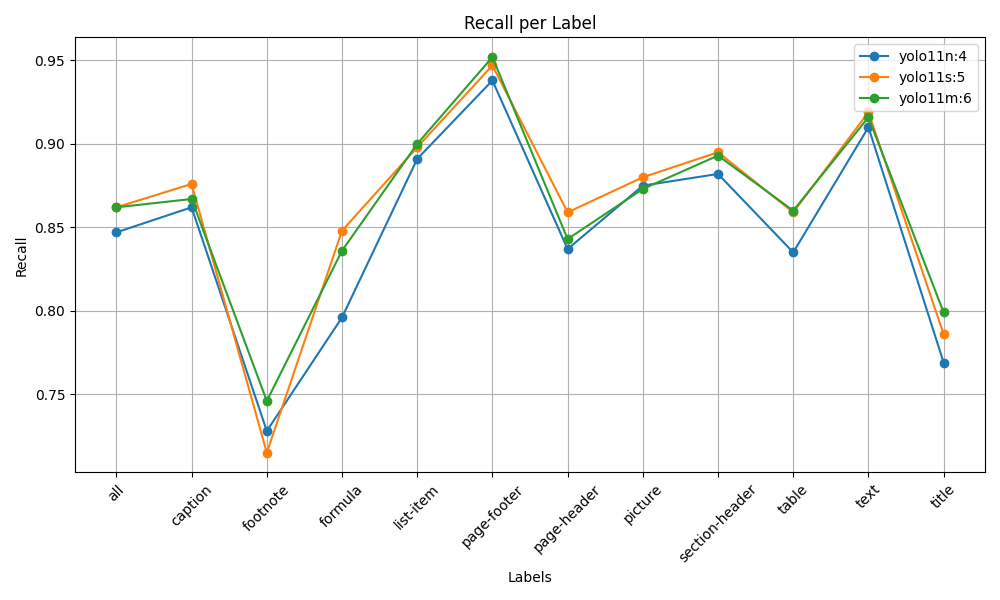 Recall per Label
yolo11n:4
yolo11s:5
yolo11m:6
Recall
0.95
0.90
0.85
0.80
0.75
all
caption
footnote
formula
list-item
page-footer
page-header
picture
section-header
table
text
title
Labels